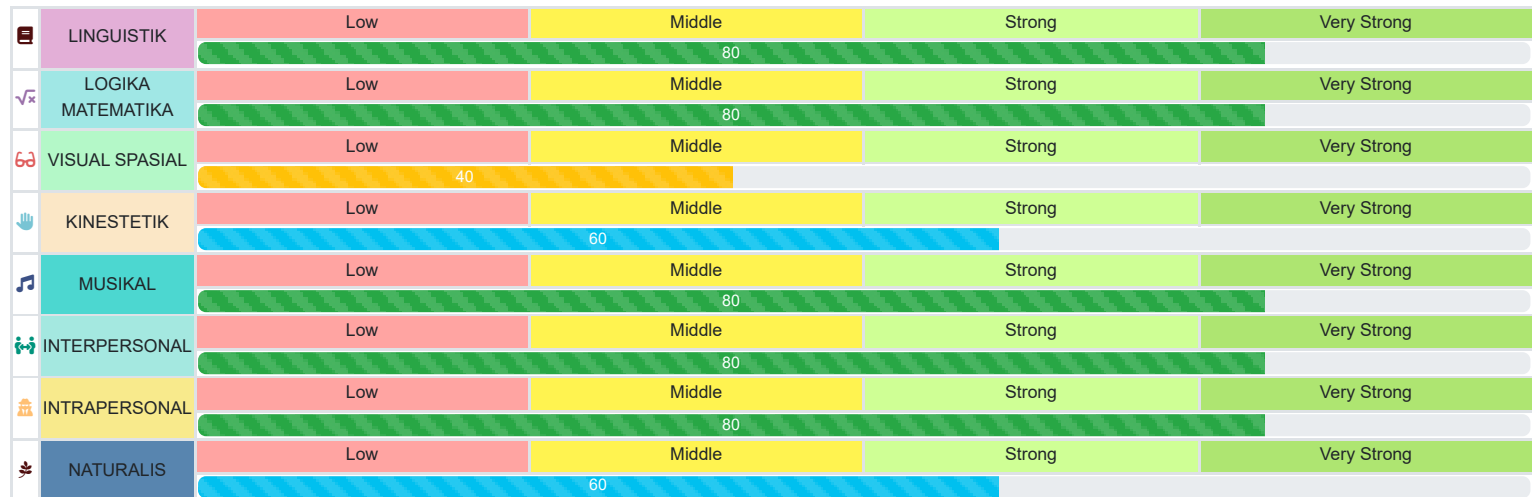 LINGUISTIK
Low Middle Strong Very Strong
80
LOGIKA
MATEMATIKA
Low Middle Strong Very Strong
80
VISUAL SPASIAL
Low Middle Strong Very Strong
40
KINESTETIK
Low Middle Strong Very Strong
60
MUSIKAL
Low Middle Strong Very Strong
80
INTERPERSONAL
Low Middle Strong Very Strong
80
INTRAPERSONAL
Low Middle Strong Very Strong
80
NATURALIS
Low Middle Strong Very Strong
60